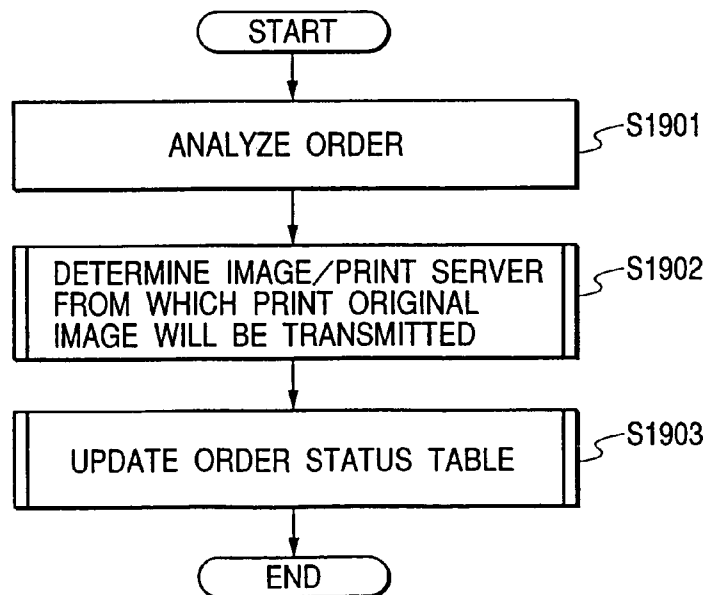 START
ANALYZE ORDER
S1901
DETERMINE IMAGE/PRINT SERVER
FROM WHICH PRINT ORIGINAL
IMAGE WILL BE TRANSMITTED
S1902
UPDATE ORDER STATUS TABLE
S1903
END